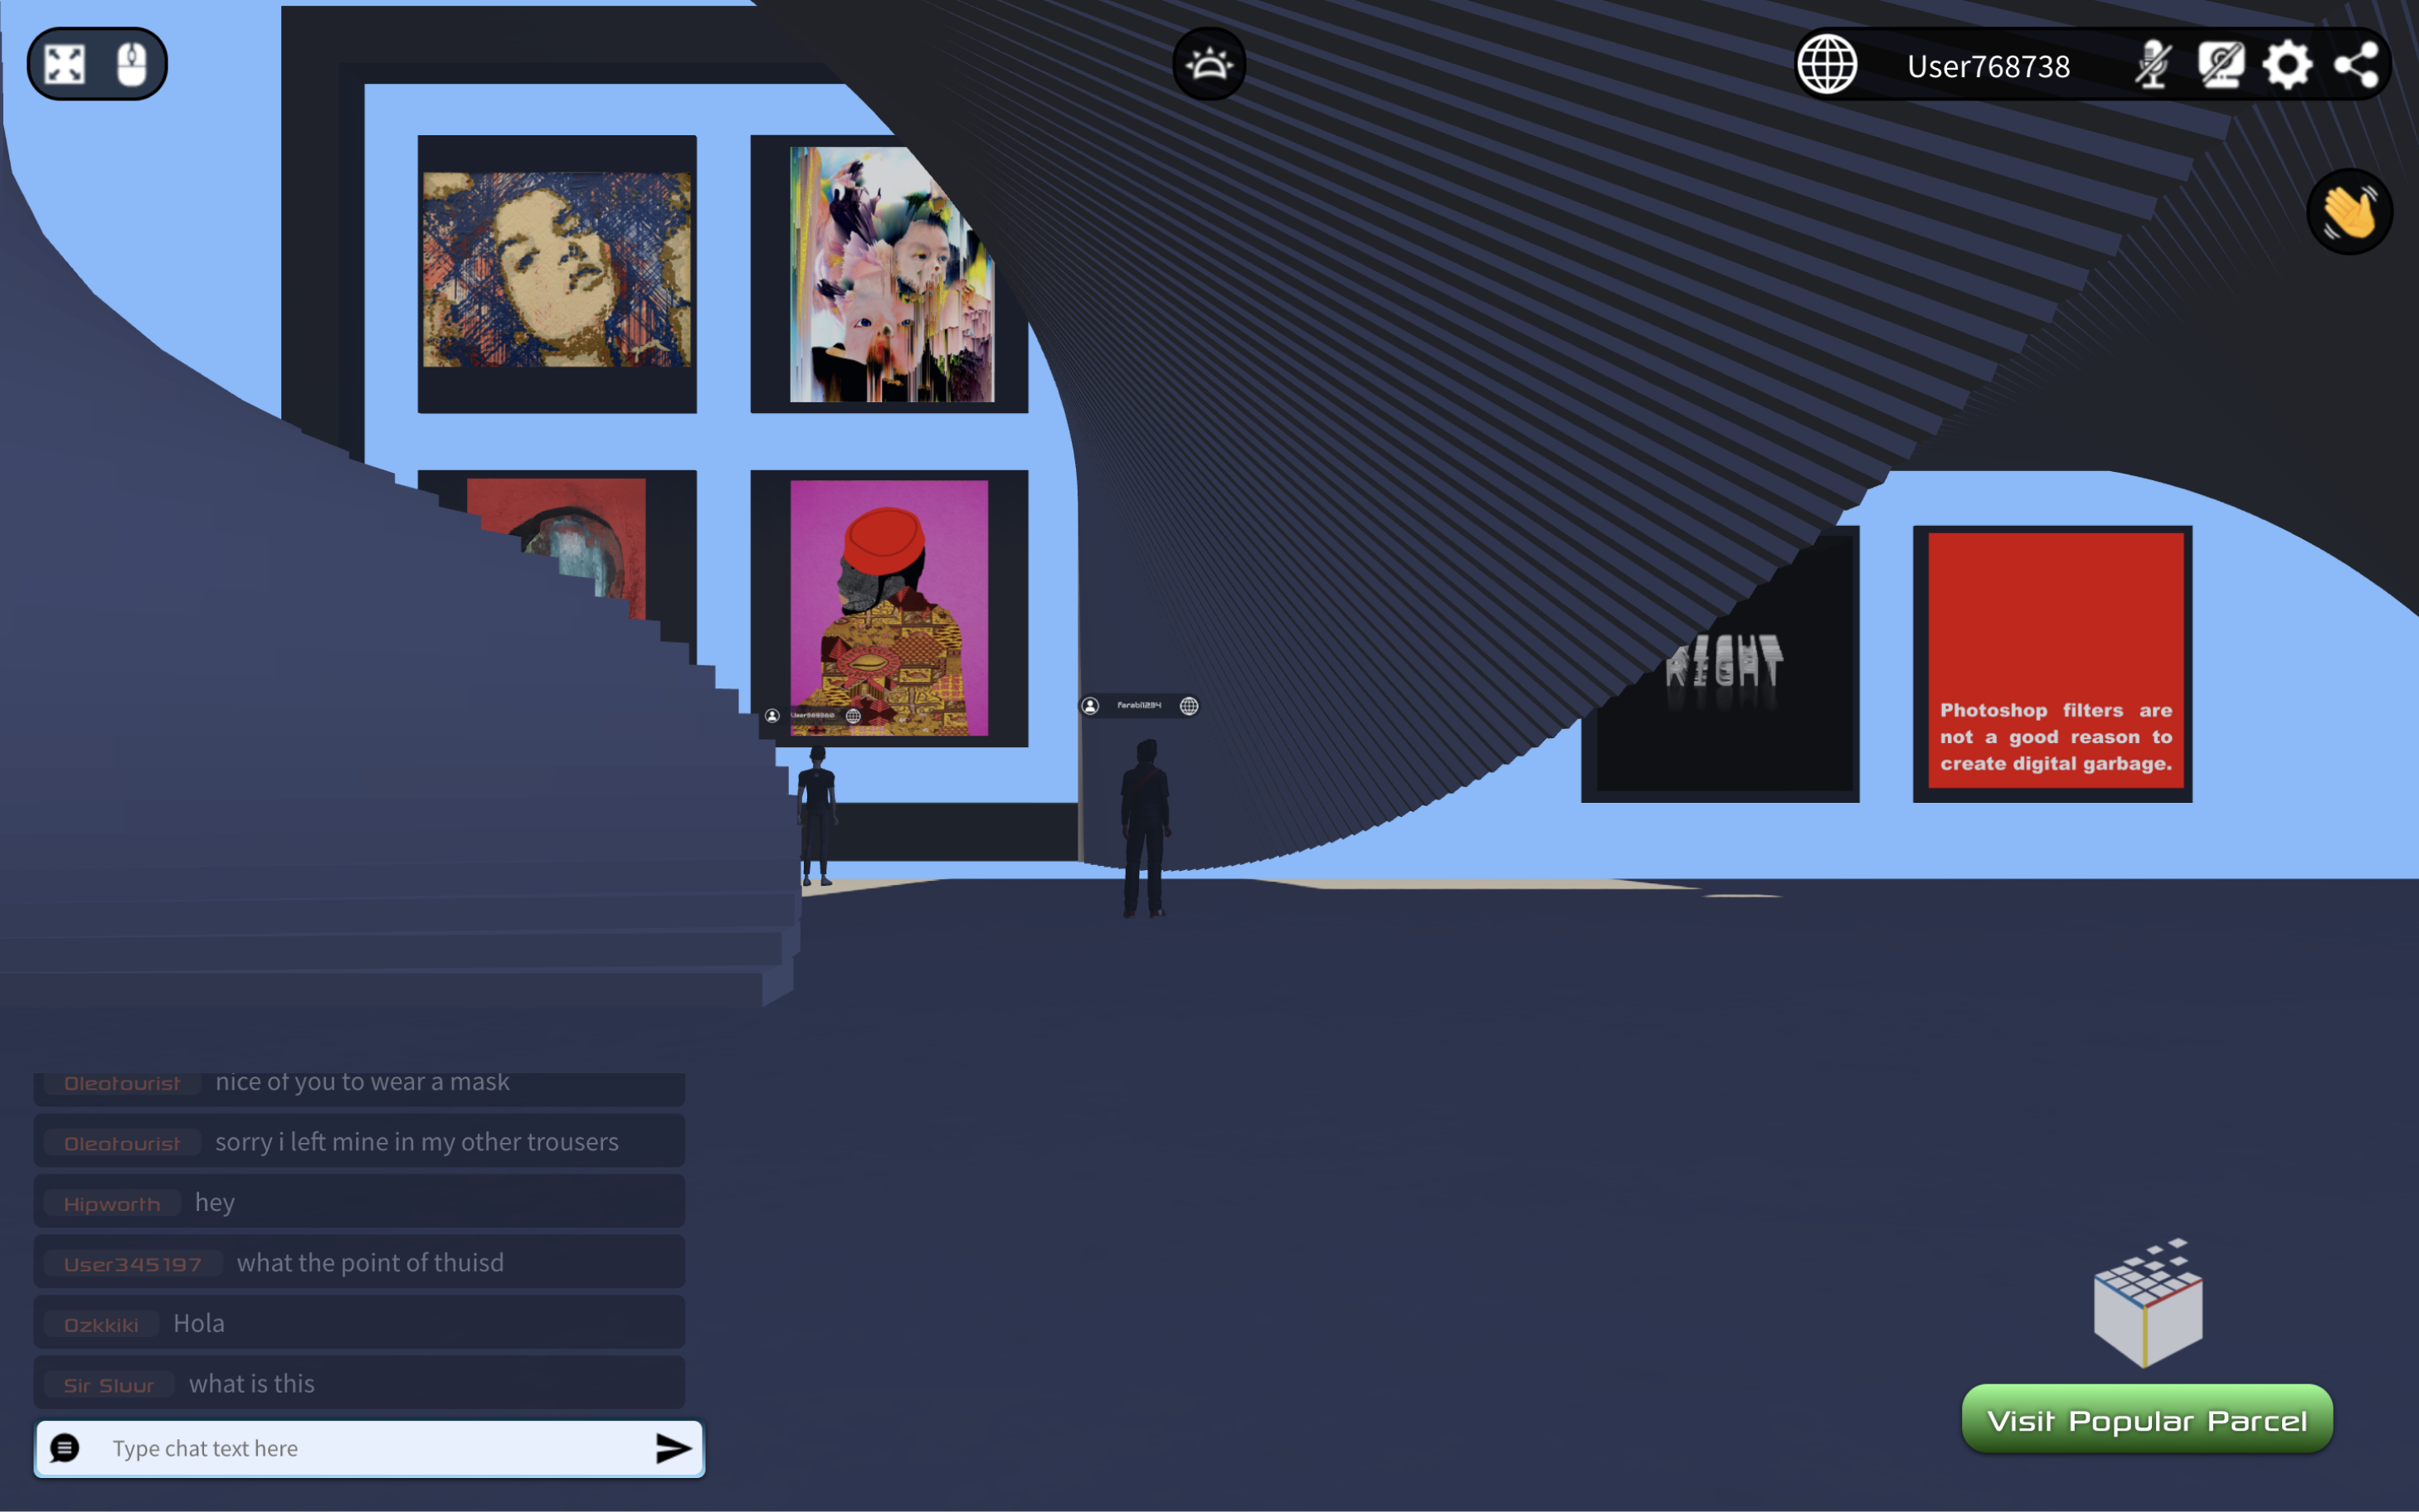 User768738
RIGHT
Photoshop filters are
not a good reason to
create digital garbage.
Oleotourist nice of you to wear a mask
Oleotourist sorry i left mine in my other trousers
Hipworth hey
User345197 what the point of thuisd
Ozkkiki Hola
Sir Sluur what is this
Type chat text here
Visit Popular Parcel